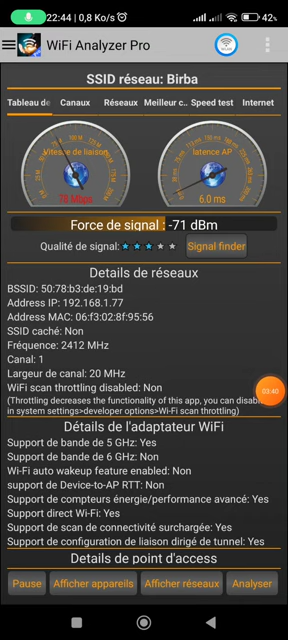 22:44 0,8 Ko/s 42%
WiFi Analyzer Pro
SSID réseau: Birba
Tableau de Canaux Réseaux Meilleur c.. Speed test Internet
Vitesse de liaison latence AP
78 Mbps 6.0 ms
Force de signal : -71 dBm
Qualité de signal: Signal finder
Details de réseaux
BSSID: 50:78:b3:de:19:bd
Address IP: 192.168.1.77
Address MAC: 06:f3:02:8f:95:56
SSID caché: Non
Fréquence: 2412 MHz
Canal: 1
Largeur de canal: 20 MHz
WiFi scan throttling disabled: Non
(Throttling decreases the functionality of this app, you can disab
in system settings>developer options>Wi-Fi scan throttling)
03:40
Détails de l'adaptateur WiFi
Support de bande de 5 GHz: Yes
Support de bande de 6 GHz: Non
Wi-Fi auto wakeup feature enabled: Non
support de Device-to-AP RTT: Non
Support de compteurs énergie/performance avancé: Yes
Support direct Wi-Fi: Yes
Support de scan de connectivité surchargée: Yes
Support de configuration de liaison dirigé de tunnel: Yes
Details de point d'access
Pause Afficher appareils Afficher réseaux Analyser